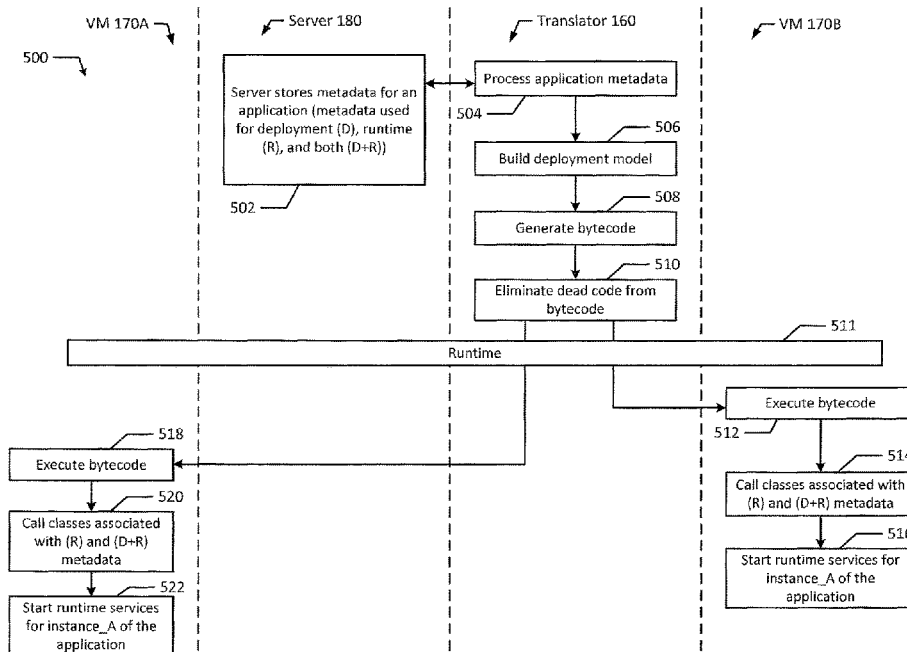 VM 170A
Server 180
Translator 160
VM 170B
500
Server stores metadata for an
application (metadata used
for deployment (D), runtime
(R), and both (D+R))
502
Process application metadata
504
506
Build deployment model
508
Generate bytecode
510
Eliminate dead code from
bytecode
511
Runtime
Execute bytecode
512
514
Call classes associated with
(R) and (D+R) metadata
516
Start runtime services for
instance_A of the
application
518
Execute bytecode
520
Call classes associated
with (R) and (D+R)
metadata
522
Start runtime services
for instance_A of the
application